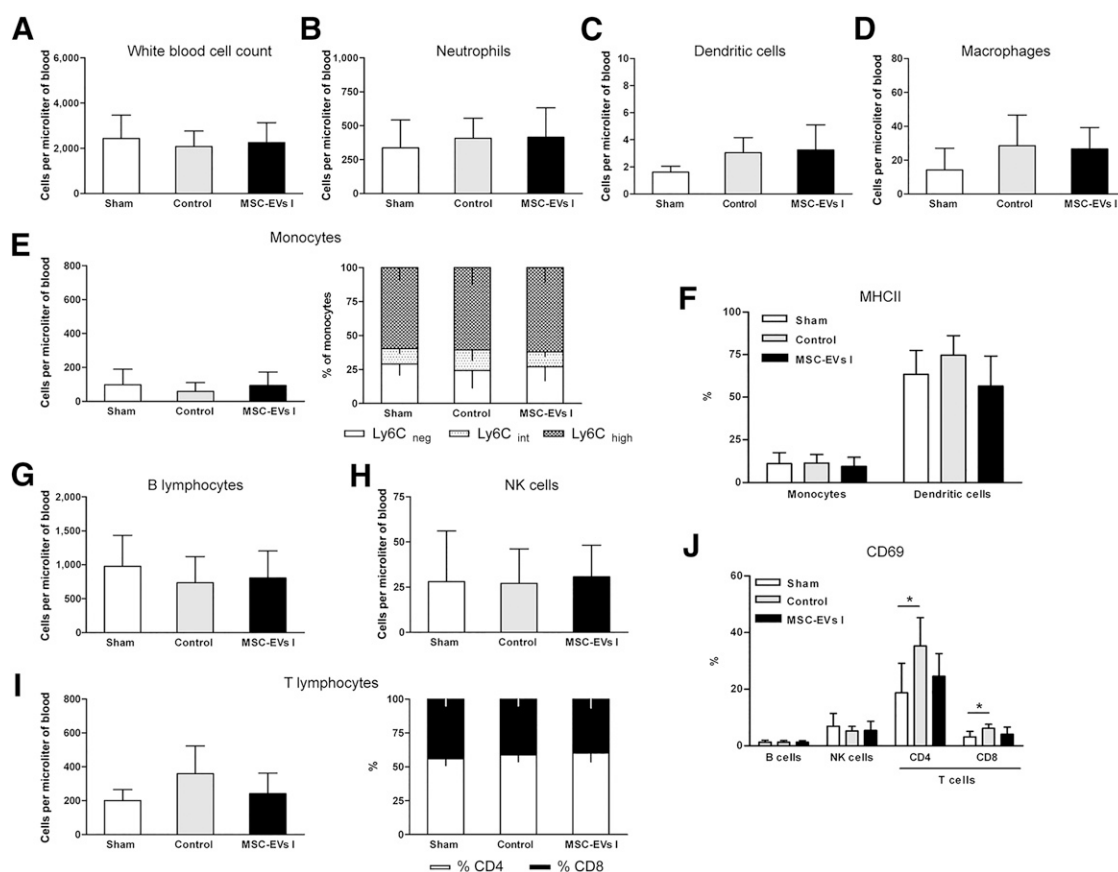 A
White blood cell count
Cells per microliter of blood
6,000
4,000
2,000
0
Sham
Control
MSC-EVs I
B
Neutrophils
Cells per microliter of blood
1,000
750
500
250
0
Sham
Control
MSC-EVs I
C
Dendritic cells
Cells per microliter of blood
10
8
6
4
2
0
Sham
Control
MSC-EVs I
D
Macrophages
Cells per microliter of blood
80
60
40
20
0
Sham
Control
MSC-EVs I
E
Monocytes
Cells per microliter of blood
800
600
400
200
0
Sham
Control
MSC-EVs I
% of monocytes
100
75
50
25
0
Sham
Control
MSC-EVs I
Ly6C neg
Ly6C int
Ly6C high
F
MHCII
Sham
Control
MSC-EVs I
%
100
75
50
25
0
Monocytes
Dendritic cells
G
B lymphocytes
Cells per microliter of blood
2,000
1,500
1,000
500
0
Sham
Control
MSC-EVs I
H
NK cells
Cells per microliter of blood
75
50
25
0
Sham
Control
MSC-EVs I
I
T lymphocytes
Cells per microliter of blood
800
600
400
200
0
Sham
Control
MSC-EVs I
%
100
75
50
25
0
Sham
Control
MSC-EVs I
% CD4
% CD8
J
CD69
Sham
Control
MSC-EVs I
%
60
40
20
0
*
*
B cells
NK cells
CD4
CD8
T cells